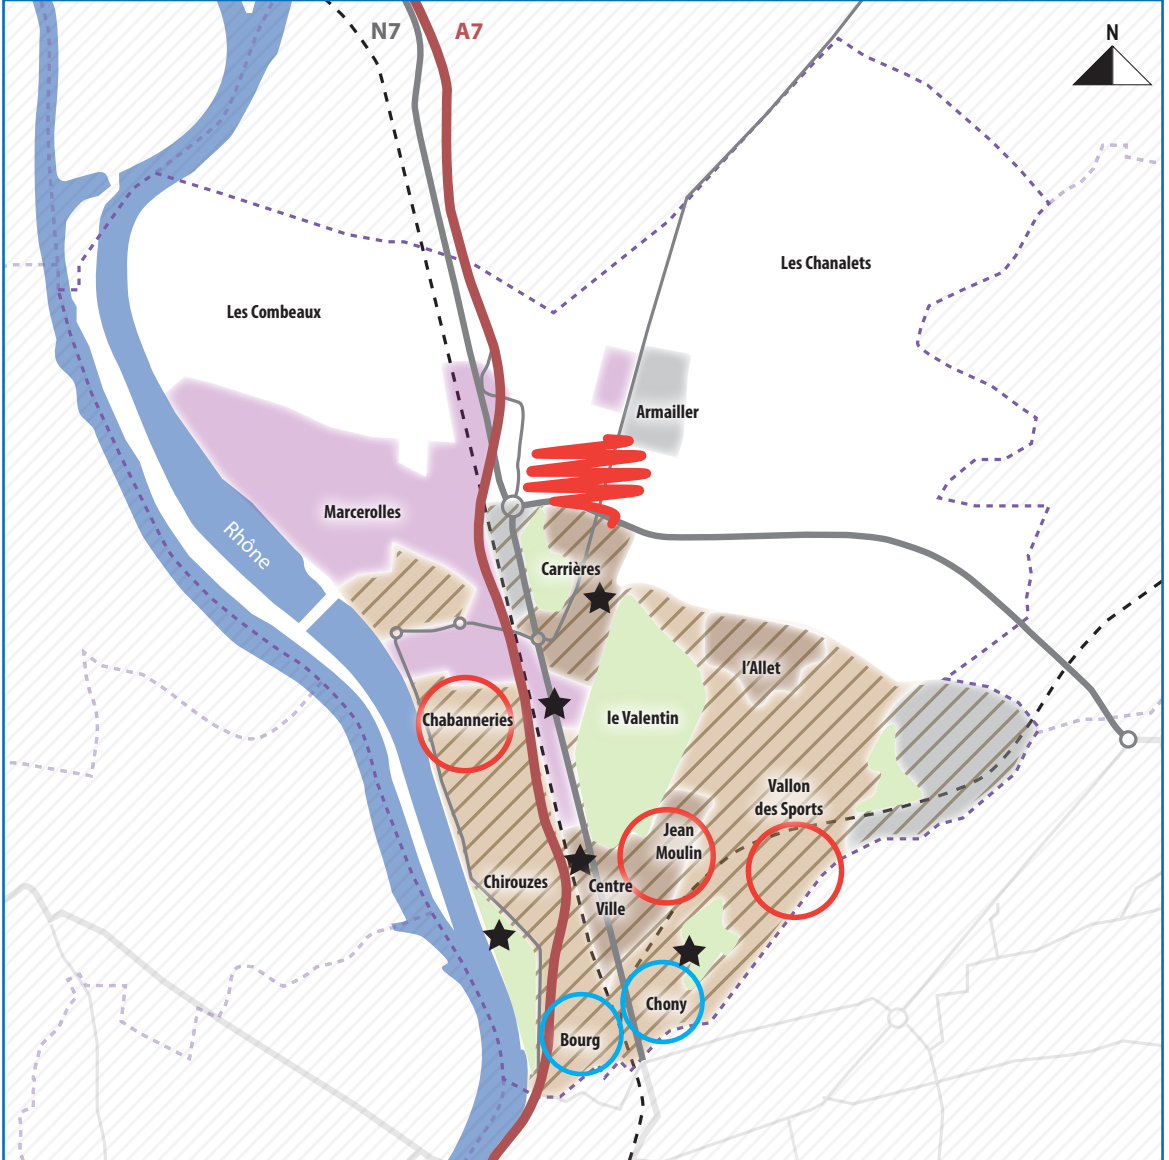 N7
A7
N
Les Chanalets
Les Combeaux
Armailler
Marcerolles
Rhône
Carrières
l'Allet
Chabanneries
le Valentin
Vallon
des Sports
Jean
Moulin
Chirouzes
Centre
Ville
Chony
Bourg